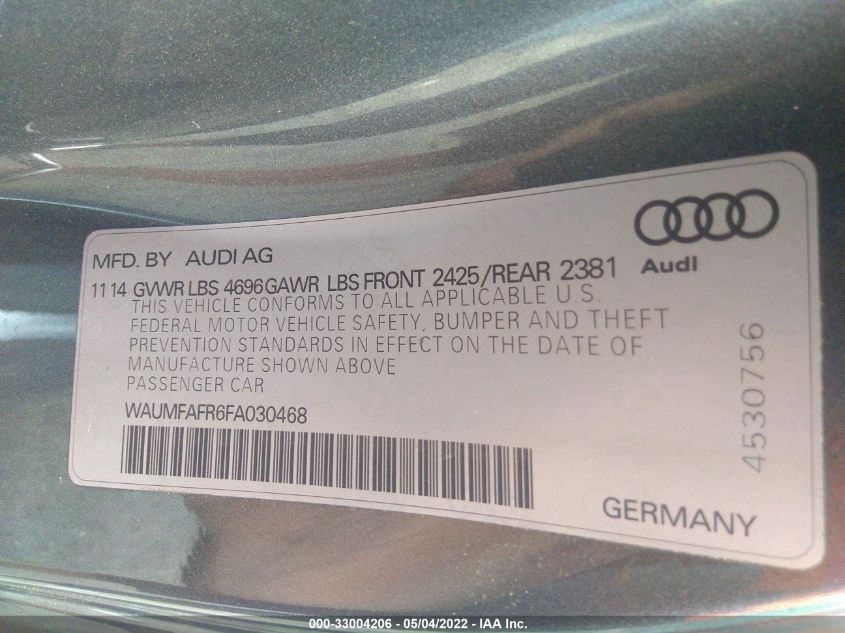 MFD. BY AUDI AG
Audi
11 14 GVWR LBS 4696 GAWR LBS FRONT 2425/REAR 2381
THIS VEHICLE CONFORMS TO ALL APPLICABLE U.S.
FEDERAL MOTOR VEHICLE SAFETY, BUMPER AND THEFT
PREVENTION STANDARDS IN EFFECT ON THE DATE OF
MANUFACTURE SHOWN ABOVE
PASSENGER CAR
WAUMFAFR6FA030468
4530756
GERMANY
000-33004206 - 05/04/2022 - IAA Inc.